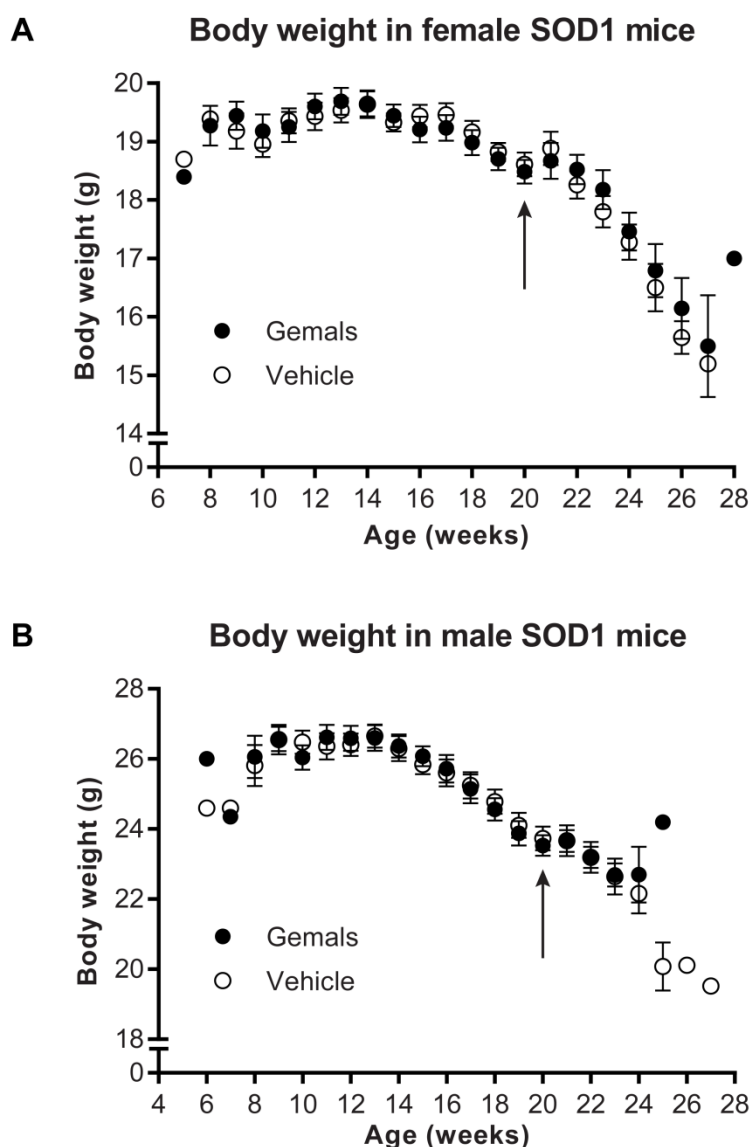 A
Body weight in female SOD1 mice
20
19
18
17
16
15
14
0
Body weight (g)
Gemals
Vehicle
6 8 10 12 14 16 18 20 22 24 26 28
Age (weeks)
B
Body weight in male SOD1 mice
28
26
24
22
20
18
0
Body weight (g)
Gemals
Vehicle
4 6 8 10 12 14 16 18 20 22 24 26 28
Age (weeks)